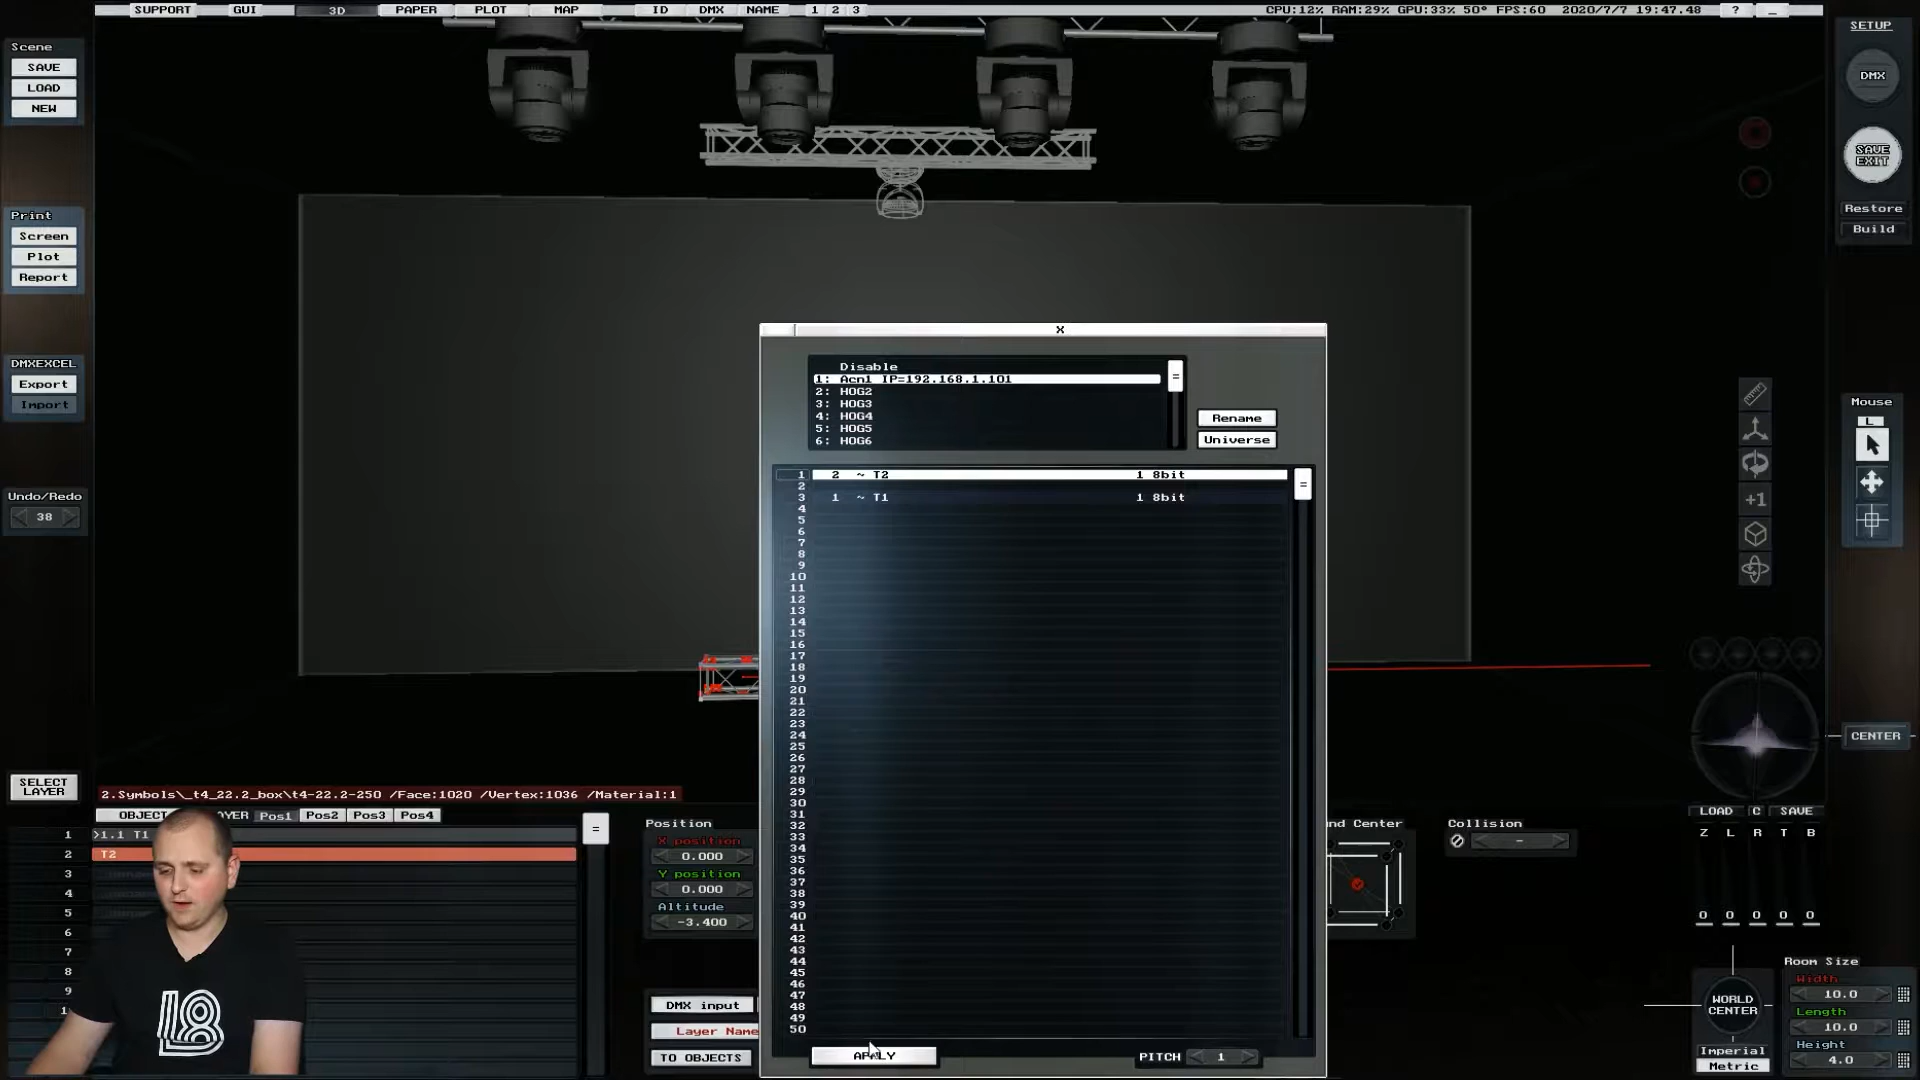 SUPPORT GUI 3D PAPER PLOT MAP ID DMX NAME 1 2 3 CPU:12% RAM:29% GPU:33% 50° FPS:60 2020/7/7 19:47.48 ? _
Scene
SAVE
LOAD
NEW
Print
Screen
Plot
Report
DMXEXCEL
Export
Import
Undo/Redo
38
SELECT
LAYER
SETUP
DMX
SAVE
EXIT
Restore
Build
Mouse
L
+1
CENTER
LOAD C SAVE
Z L R T B
0 0 0 0 0
Room Size
Width
10.0
Length
10.0
Height
4.0
WORLD
CENTER
Imperial
Metric
X
Disable
1: Acn1 IP=192.168.1.101
2: HOG2
3: HOG3
4: HOG4
5: HOG5
6: HOG6
Rename
Universe
1 2 ~ T2 1 8bit
2
3 1 ~ T1 1 8bit
4
5
6
7
8
9
10
11
12
13
14
15
16
17
18
19
20
21
22
23
24
25
26
27
28
29
30
31
32
33
34
35
36
37
38
39
40
41
42
43
44
45
46
47
48
49
50
APPLY PITCH 1
2.Symbols\_t4_22.2_box\t4-22.2-250 /Face:1020 /Vertex:1036 /Material:1
OBJECT Pos1 Pos2 Pos3 Pos4
1 >1.1 T1
2 T2
3
4
5
6
7
8
9
Position
X position
0.000
Y position
0.000
Altitude
-3.400
DMX input
Layer Name
TO OBJECTS
nd Center
Collision
-
L8